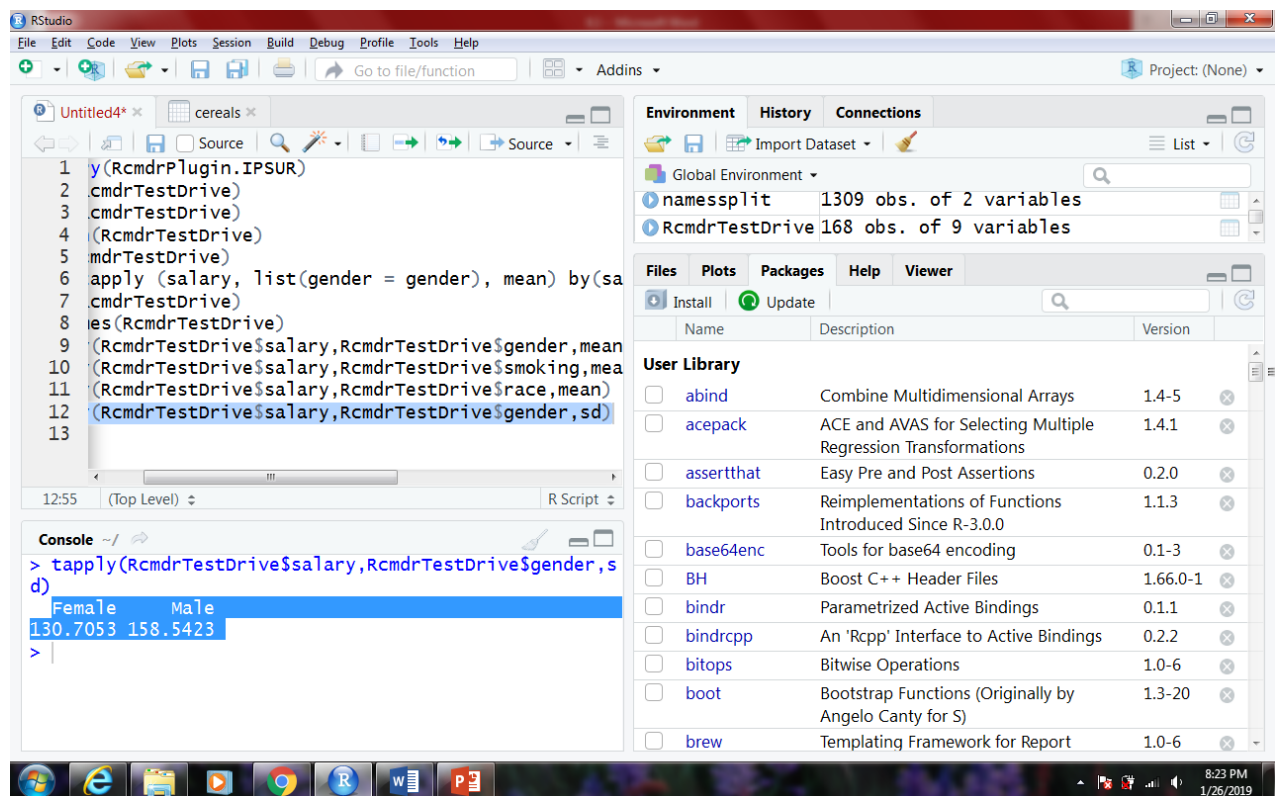 RStudio
File Edit Code View Plots Session Build Debug Profile Tools Help
Go to file/function
Addins
Project: (None)
Untitled4*
cereals
Source
Source
1 y(RcmdrPlugin.IPSUR)
2 cmdrTestDrive)
3 cmdrTestDrive)
4 (RcmdrTestDrive)
5 mdrTestDrive)
6 apply (salary, list(gender = gender), mean) by(sa
7 cmdrTestDrive)
8 es(RcmdrTestDrive)
9 (RcmdrTestDrive$salary,RcmdrTestDrive$gender,mean
10 (RcmdrTestDrive$salary,RcmdrTestDrive$smoking,mea
11 (RcmdrTestDrive$salary,RcmdrTestDrive$race,mean)
12 (RcmdrTestDrive$salary,RcmdrTestDrive$gender,sd)
13
12:55 (Top Level) R Script
Console ~/
> tapply(RcmdrTestDrive$salary,RcmdrTestDrive$gender,s
d)
Female Male
130.7053 158.5423
>
Environment History Connections
Import Dataset
List
Global Environment
namessplit 1309 obs. of 2 variables
RcmdrTestDrive 168 obs. of 9 variables
Files Plots Packages Help Viewer
Install Update
Name Description Version
User Library
abind Combine Multidimensional Arrays 1.4-5
acepack ACE and AVAS for Selecting Multiple 1.4.1
Regression Transformations
assertthat Easy Pre and Post Assertions 0.2.0
backports Reimplementations of Functions 1.1.3
Introduced Since R-3.0.0
base64enc Tools for base64 encoding 0.1-3
BH Boost C++ Header Files 1.66.0-1
bindr Parametrized Active Bindings 0.1.1
bindrcpp An 'Rcpp' Interface to Active Bindings 0.2.2
bitops Bitwise Operations 1.0-6
boot Bootstrap Functions (Originally by 1.3-20
Angelo Canty for S)
brew Templating Framework for Report 1.0-6
8:23 PM
1/26/2019